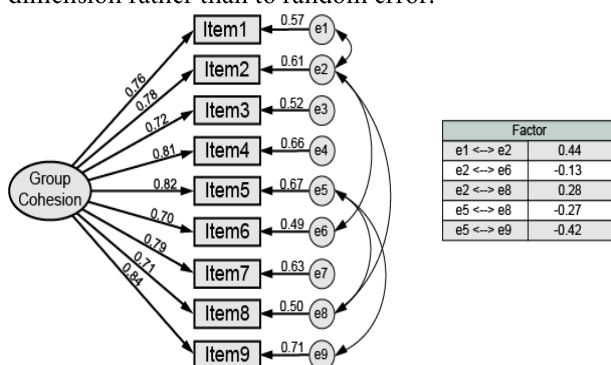 dimension rather than to random error.
0.76 Item1 0.57 e1
0.78 Item2 0.61 e2
0.72 Item3 0.52 e3
0.81 Item4 0.66 e4
Group Cohesion 0.82 Item5 0.67 e5
0.70 Item6 0.49 e6
0.79 Item7 0.63 e7
0.71 Item8 0.50 e8
0.84 Item9 0.71 e9
Factor
e1 <--> e2 0.44
e2 <--> e6 -0.13
e2 <--> e8 0.28
e5 <--> e8 -0.27
e5 <--> e9 -0.42